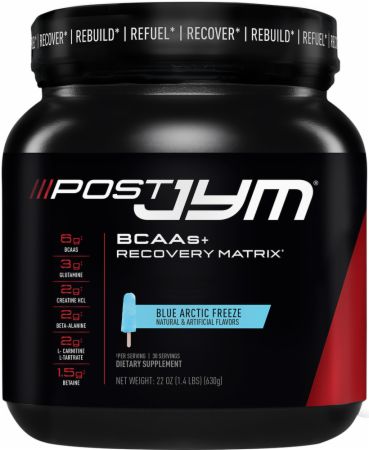 RECOVER* | REBUILD* | REFUEL* | RECOVER* | REBUILD* | REFUEL*
///POST JYM®
BCAAs+
RECOVERY MATRIX*
6g‡
BCAAS
3g‡
GLUTAMINE
2g‡
CREATINE HCL
2g‡
BETA-ALANINE
2g‡
L- CARNITINE
L-TARTRATE
1.5g‡
BETAINE
BLUE ARCTIC FREEZE
NATURAL & ARTIFICIAL FLAVORS
‡PER SERVING | 30 SERVINGS
DIETARY SUPPLEMENT
NET WEIGHT: 22 OZ (1.4 LBS) (630g)